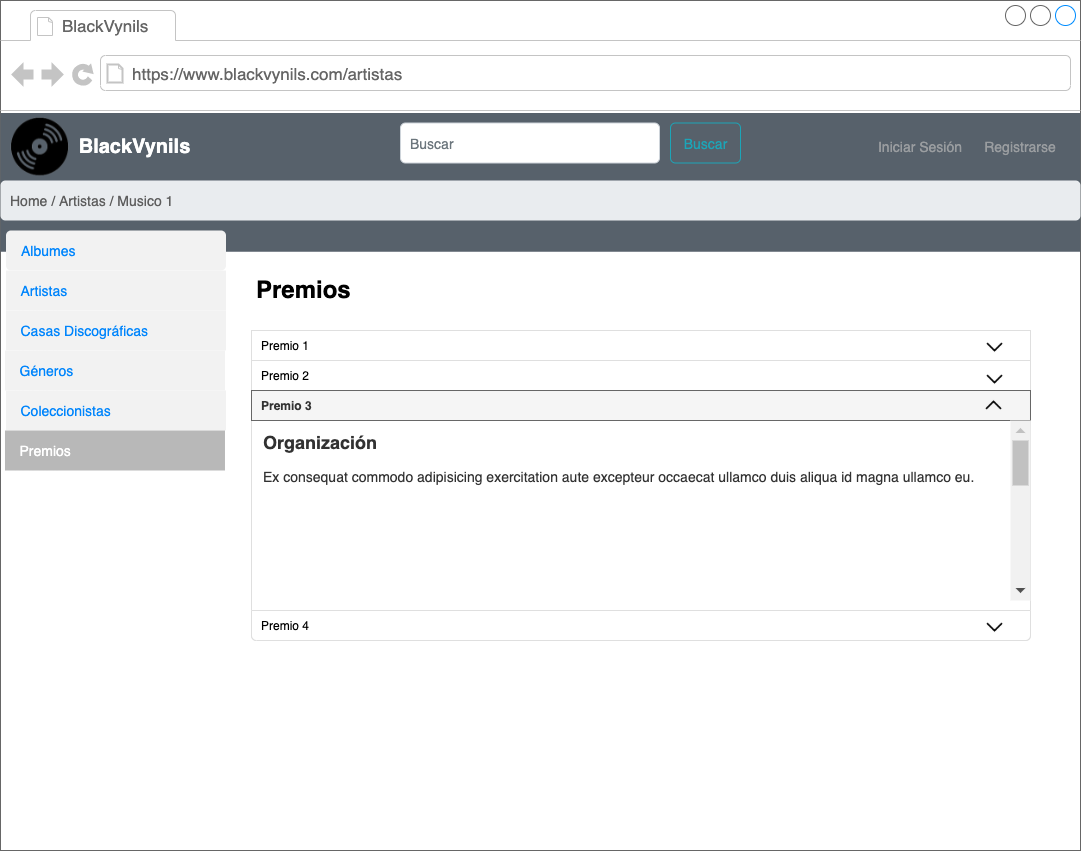 BlackVynils
https://www.blackvynils.com/artistas
BlackVynils
Buscar
Buscar
Iniciar Sesión
Registrarse
Home / Artistas / Musico 1
Albumes
Artistas
Casas Discográficas
Géneros
Coleccionistas
Premios
Premios
Premio 1
Premio 2
Premio 3
Organización
Ex consequat commodo adipisicing exercitation aute excepteur occaecat ullamco duis aliqua id magna ullamco eu.
Premio 4